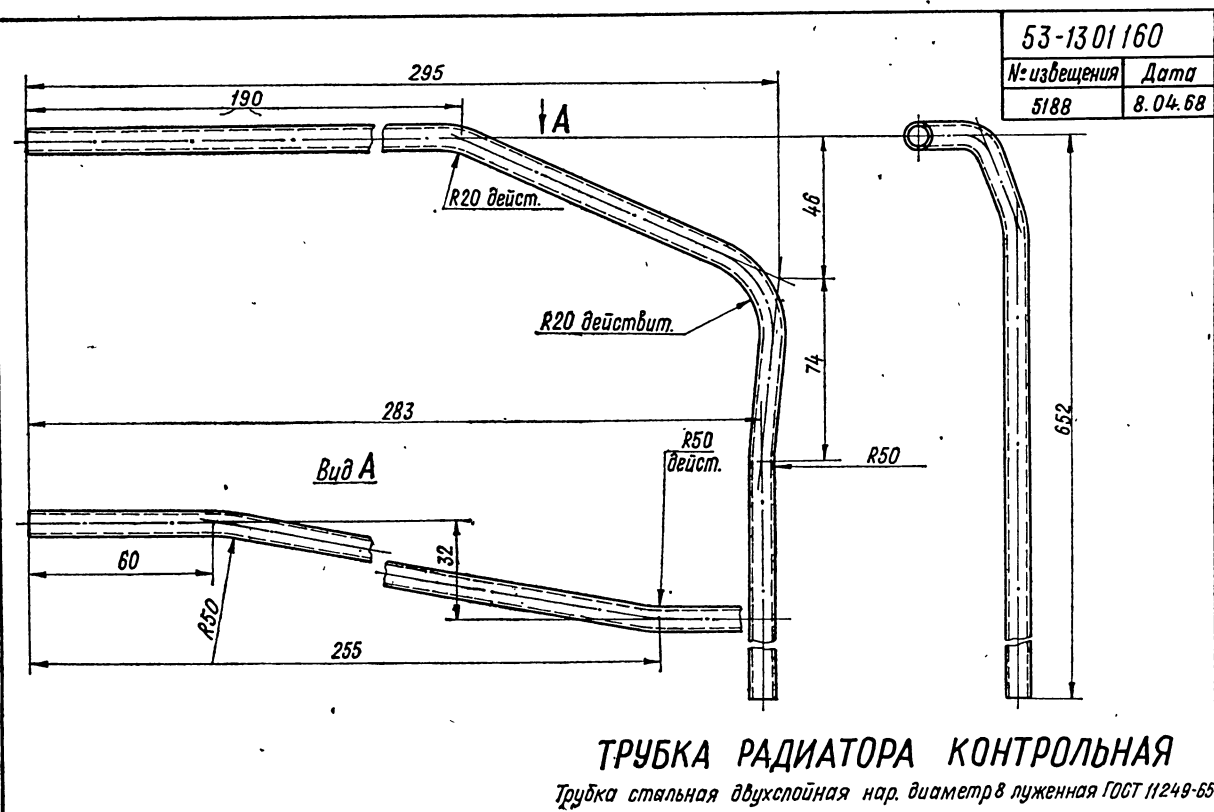 53-1301160
№ извещения Дата
5188 8.04.68
295
190
А
R20 дейст.
46
R20 действит.
74
652
283
R50
дейст.
R50
Вид А
60
32
R50
255
ТРУБКА РАДИАТОРА КОНТРОЛЬНАЯ
Трубка стальная двухслойная нар. диаметр 8 луженная ГОСТ 11249-65